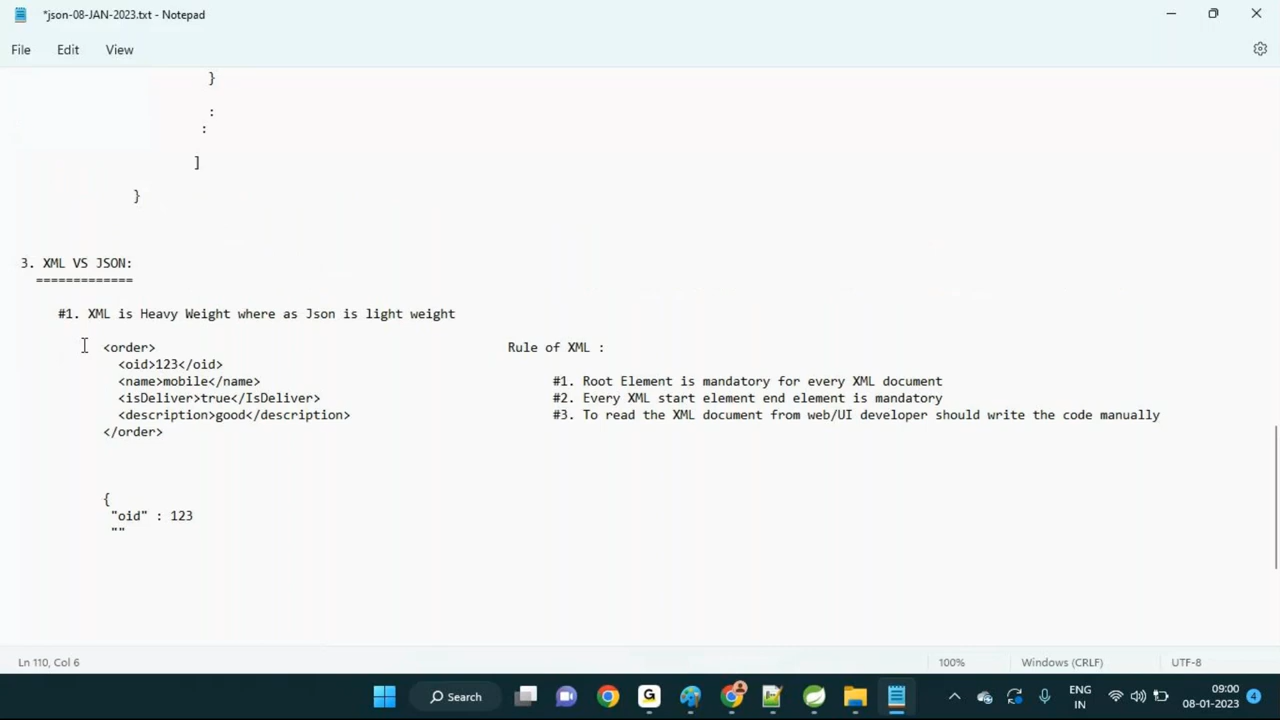 *json-08-JAN-2023.txt - Notepad
File Edit View
}
:
:
]
}
3. XML VS JSON:
=============
#1. XML is Heavy Weight where as Json is light weight
<order>
<oid>123</oid>
<name>mobile</name>
<isDeliver>true</IsDeliver>
<description>good</description>
</order>
Rule of XML :
#1. Root Element is mandatory for every XML document
#2. Every XML start element end element is mandatory
#3. To read the XML document from web/UI developer should write the code manually
{
"oid" : 123
""
Ln 110, Col 6
100%
Windows (CRLF)
UTF-8
Search
G
ENG
IN
09:00
08-01-2023
4